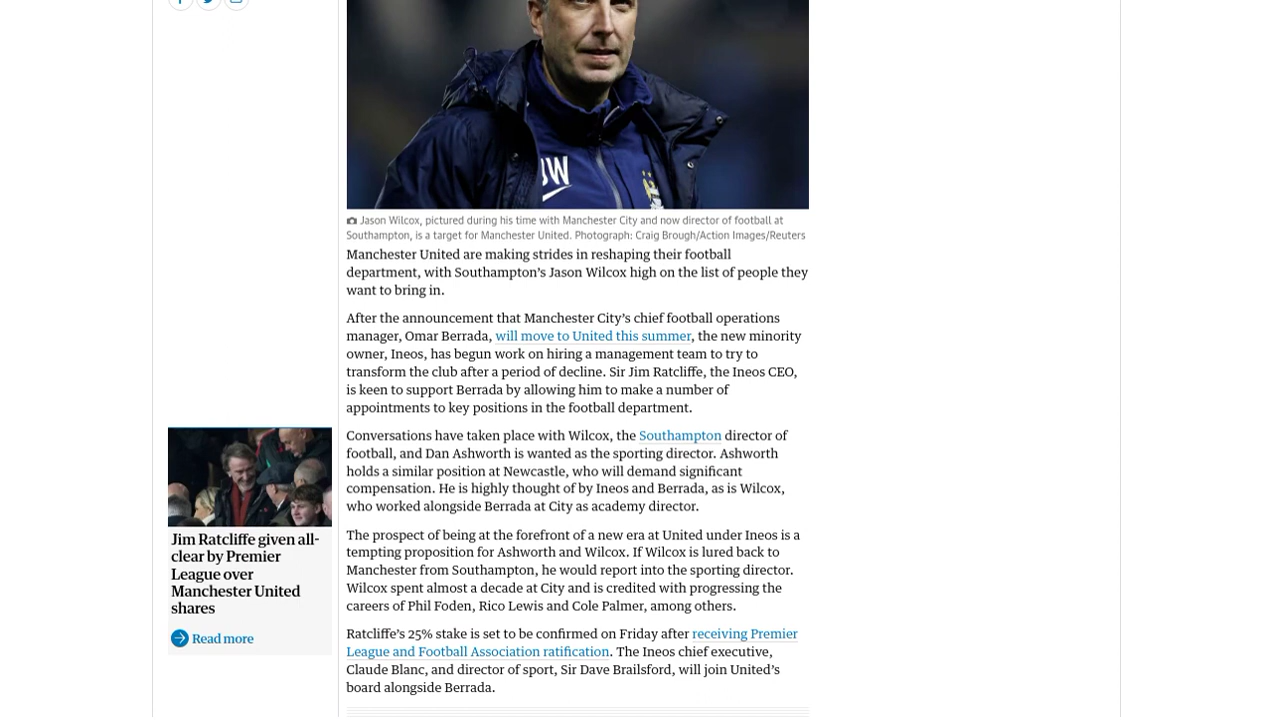 JW
Jason Wilcox, pictured during his time with Manchester City and now director of football at
Southampton, is a target for Manchester United. Photograph: Craig Brough/Action Images/Reuters
Manchester United are making strides in reshaping their football
department, with Southampton’s Jason Wilcox high on the list of people they
want to bring in.
After the announcement that Manchester City’s chief football operations
manager, Omar Berrada, will move to United this summer, the new minority
owner, Ineos, has begun work on hiring a management team to try to
transform the club after a period of decline. Sir Jim Ratcliffe, the Ineos CEO,
is keen to support Berrada by allowing him to make a number of
appointments to key positions in the football department.
Conversations have taken place with Wilcox, the Southampton director of
football, and Dan Ashworth is wanted as the sporting director. Ashworth
holds a similar position at Newcastle, who will demand significant
compensation. He is highly thought of by Ineos and Berrada, as is Wilcox,
who worked alongside Berrada at City as academy director.
The prospect of being at the forefront of a new era at United under Ineos is a
tempting proposition for Ashworth and Wilcox. If Wilcox is lured back to
Manchester from Southampton, he would report into the sporting director.
Wilcox spent almost a decade at City and is credited with progressing the
careers of Phil Foden, Rico Lewis and Cole Palmer, among others.
Ratcliffe’s 25% stake is set to be confirmed on Friday after receiving Premier
League and Football Association ratification. The Ineos chief executive,
Claude Blanc, and director of sport, Sir Dave Brailsford, will join United’s
board alongside Berrada.
Jim Ratcliffe given all-
clear by Premier
League over
Manchester United
shares
Read more